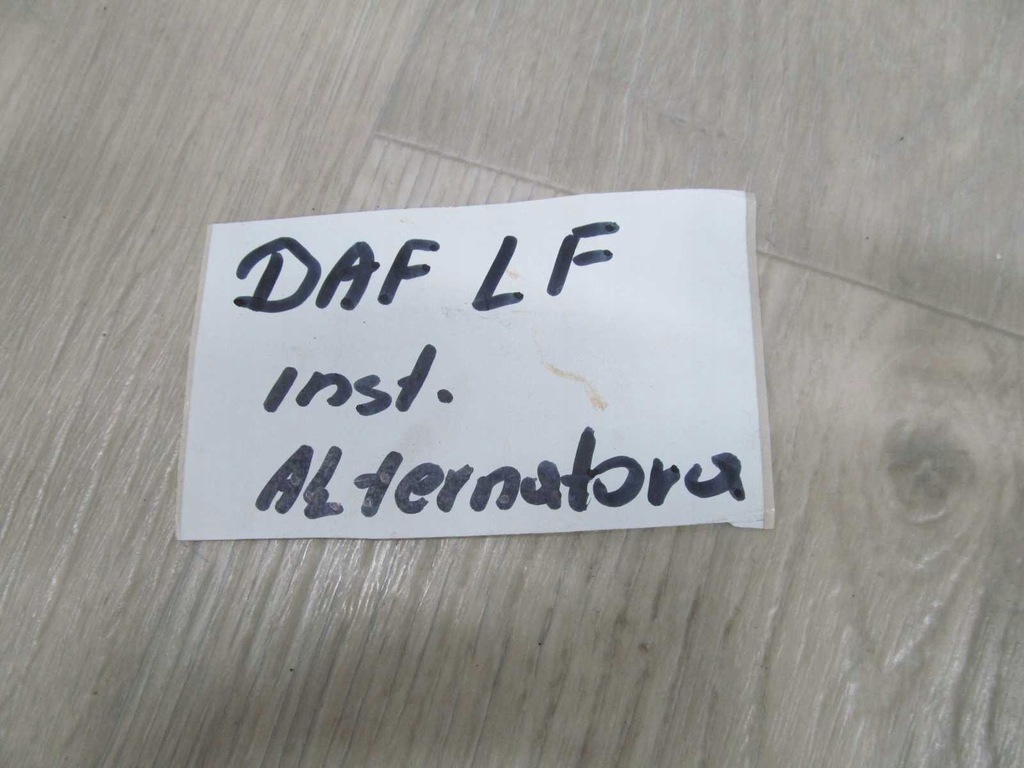 DAF LF
inst.
Alternatora